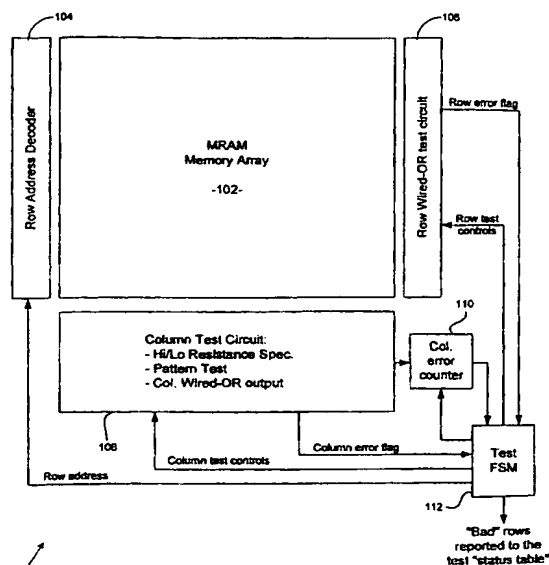 104
106
Row Address Decoder
MRAM
Memory Array
-102-
Row Wired-OR test circuit
Row error flag
Row test
controls
110
Column Test Circuit:
- Hi/Lo Resistance Spec.
- Pattern Test
- Col. Wired-OR output
Col.
error
counter
108
Column error flag
Test
FSM
Column test controls
Row address
112
"Bad" rows
reported to the
test "status table"